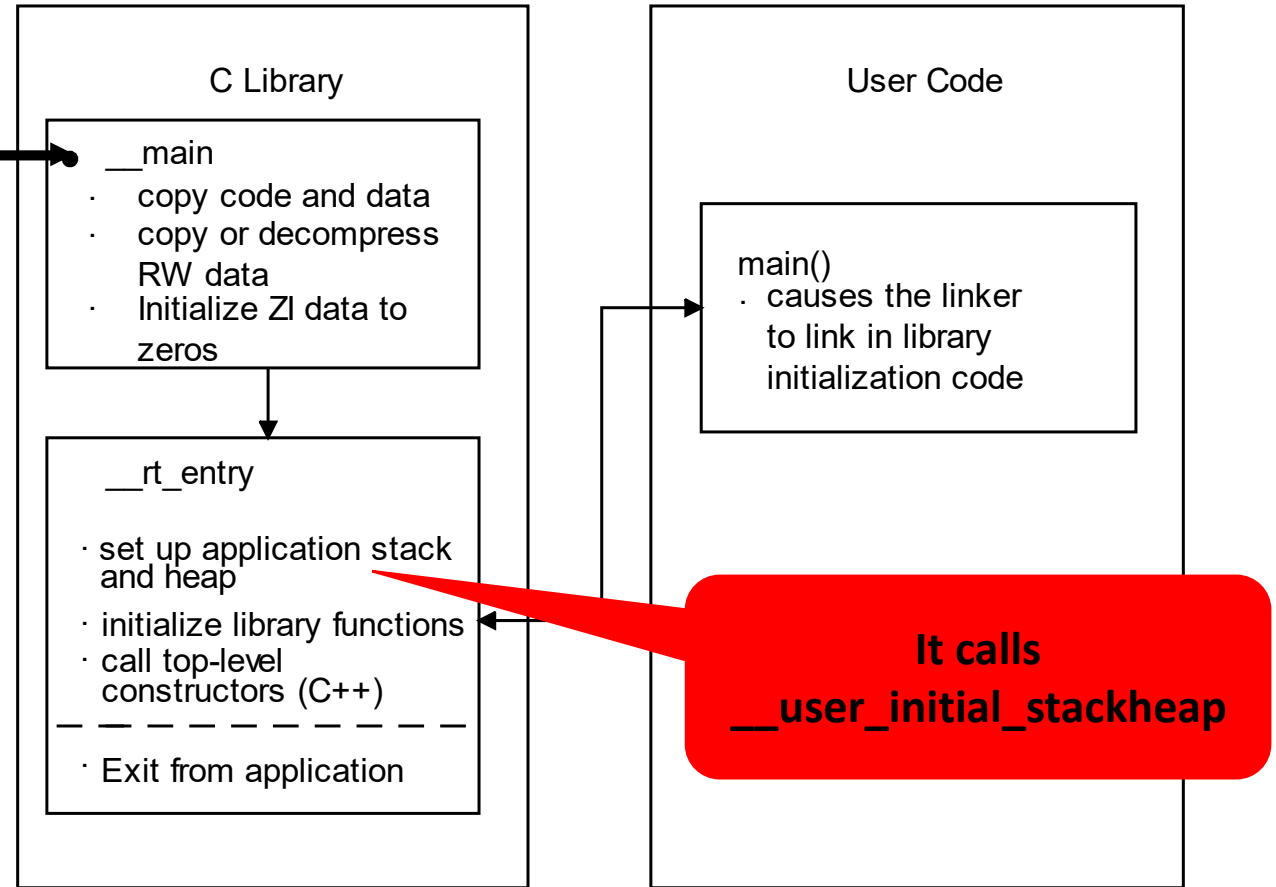 C Library
__main
· copy code and data
· copy or decompress
RW data
· Initialize ZI data to
zeros
__rt_entry
· set up application stack
and heap
· initialize library functions
· call top-level
constructors (C++)
· Exit from application
User Code
main()
· causes the linker
to link in library
initialization code
It calls
__user_initial_stackheap